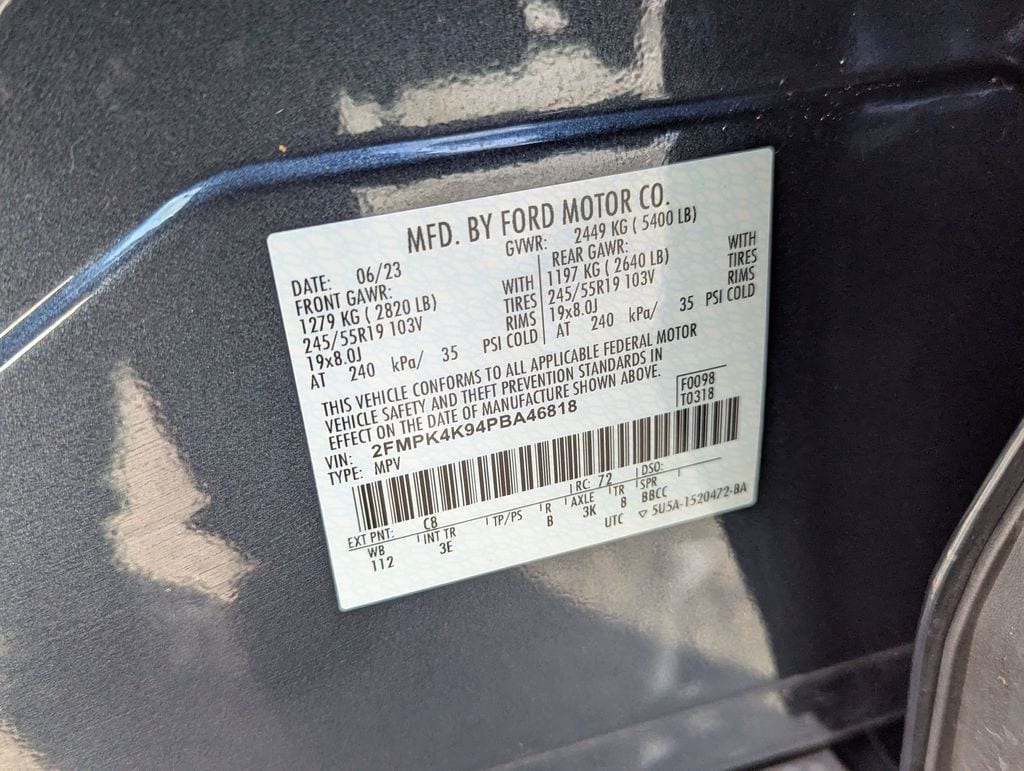 MFD. BY FORD MOTOR CO.
DATE: 06/23 GVWR: 2449 KG ( 5400 LB)
FRONT GAWR: WITH
1279 KG ( 2820 LB) TIRES
245/55R19 103V RIMS
19x8.0J PSI COLD
AT 240 kPa/ 35
REAR GAWR: WITH
1197 KG ( 2640 LB) TIRES
245/55R19 103V RIMS
19x8.0J PSI COLD
AT 240 kPa/ 35
THIS VEHICLE CONFORMS TO ALL APPLICABLE FEDERAL MOTOR
VEHICLE SAFETY AND THEFT PREVENTION STANDARDS IN
EFFECT ON THE DATE OF MANUFACTURE SHOWN ABOVE.
VIN: 2FMPK4K94PBA46818
TYPE: MPV
F0098
T0318
EXT PNT: C8 RC: 72 DSO:
WB INT TR TP/PS R AXLE TR SPR
112 3E B 3K 8 BBCC
UTC ▽ 5U5A-1520472-BA